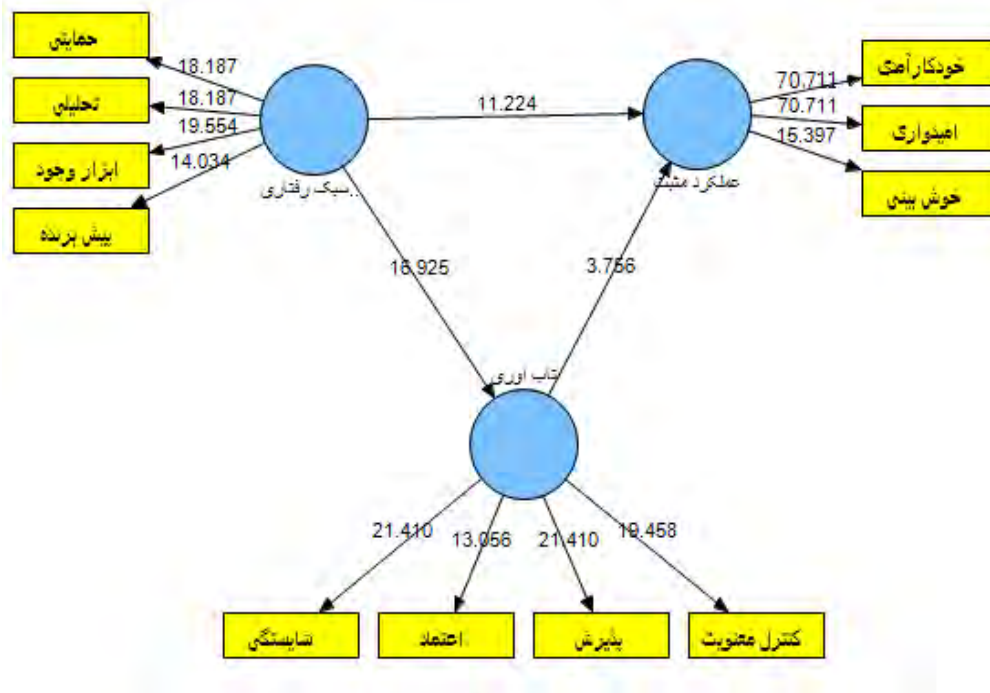 حمایتی
18.187
تحلیلی
18.187
ابزار وجود
19.554
پیش برنده
14.034
سبک رفتاری..
11.224
عملکرد مثبت
خودکارآمدی
70.711
امیدواری
70.711
خوش بینی
15.397
16.925
3.756
تاب اوری
21.410
13.056
21.410
19.458
شایستگی
اعتماد
پذیرش
کنترل معنویت